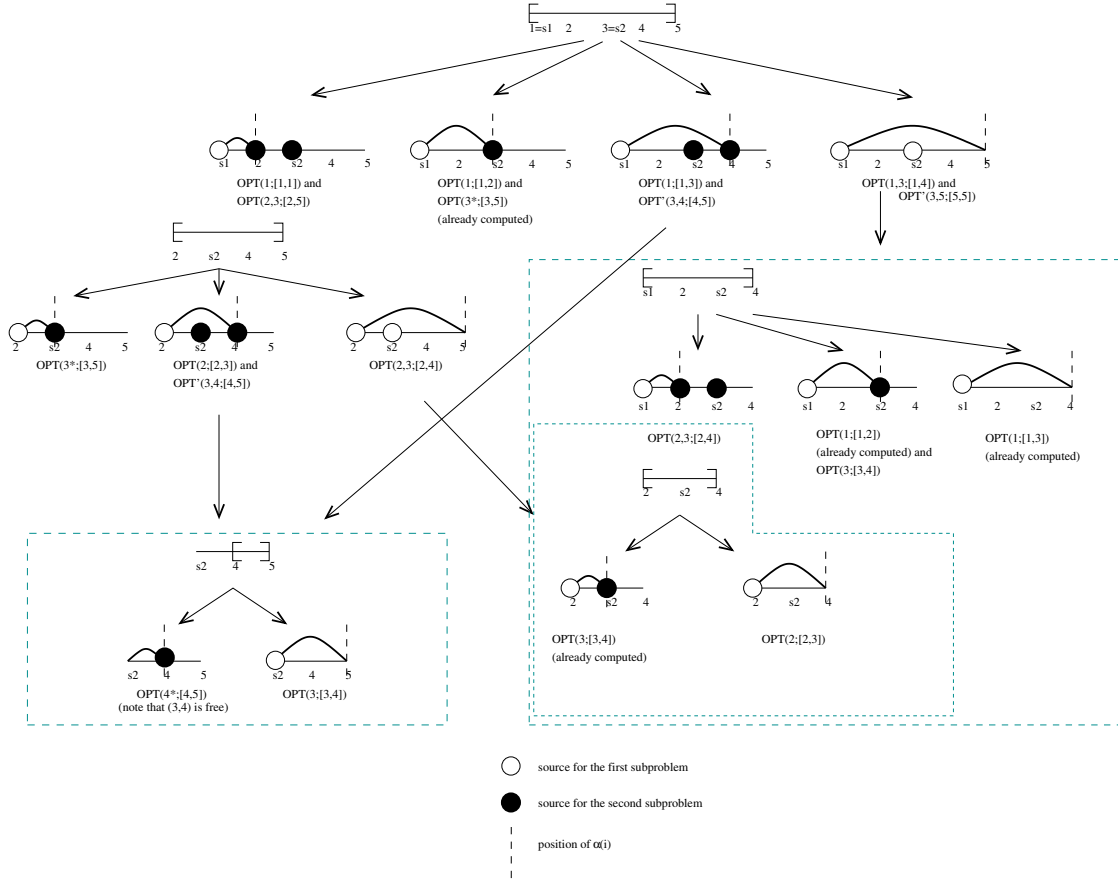 1=s1 2 3=s2 4 5
s1 2 s2 4 5
s1 2 s2 4 5
s1 2 s2 4 5
s1 2 s2 4 5
OPT(1;[1,1]) and
OPT(2,3;[2,5])
OPT(1;[1,2]) and
OPT(3*;[3,5])
(already computed)
OPT(1;[1,3]) and
OPT'(3,4;[4,5])
OPT(1,3;[1,4]) and
OPT'(3,5;[5,5])
2 s2 4 5
2 s2 4 5
2 s2 4 5
2 s2 4 5
OPT(3*;[3,5])
OPT(2;[2,3]) and
OPT'(3,4;[4,5])
OPT(2,3;[2,4])
s1 2 s2 4
s1 2 s2 4
s1 2 s2 4
s1 2 s2 4
OPT(2,3;[2,4])
OPT(1;[1,2])
(already computed) and
OPT(3;[3,4])
OPT(1;[1,3])
(already computed)
2 s2 4
2 s2 4
2 s2 4
OPT(3;[3,4])
(already computed)
OPT(2;[2,3])
s2 4 5
s2 4 5
s2 4 5
OPT(4*;[4,5])
(note that (3,4) is free)
OPT(3;[3,4])
source for the first subproblem
source for the second subproblem
position of α(i)